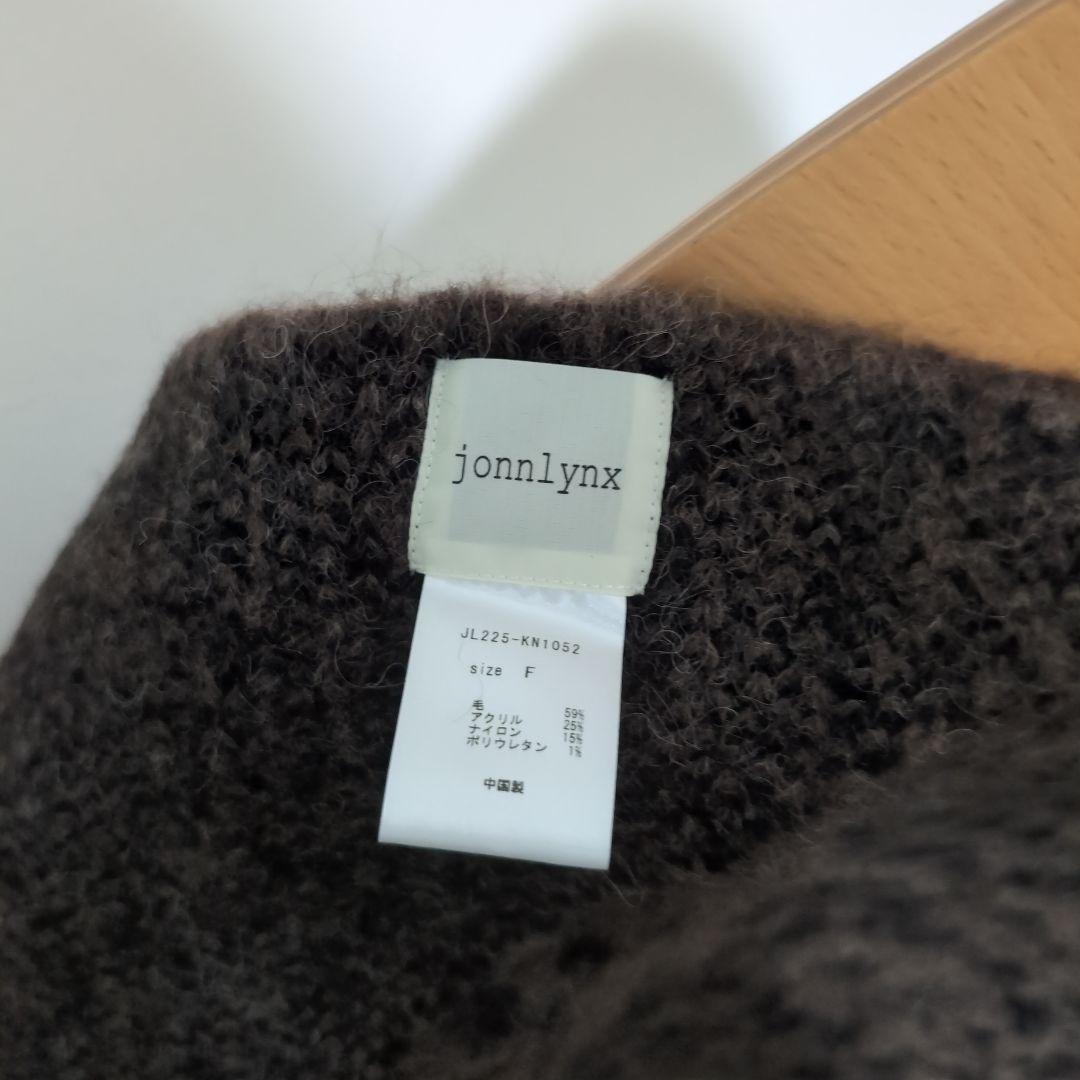 jonnlynx
JL225-KN1052
size F
毛 59%
アクリル 25%
ナイロン 15%
ポリウレタン 1%
中国製